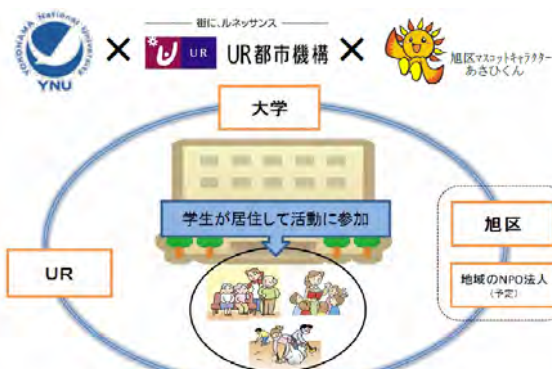 YOKOHAMA National University
YNU
×
街に、ルネッサンス
UR
UR都市機構
×
旭区マスコットキャラクター
あさひくん
大学
学生が居住して活動に参加
UR
旭区
地域のNPO法人
(予定)